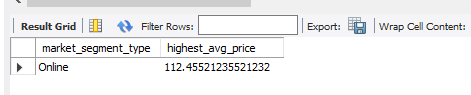 Result Grid Filter Rows: Export: Wrap Cell Content:
market_segment_type highest_avg_price
Online 112.45521235521232